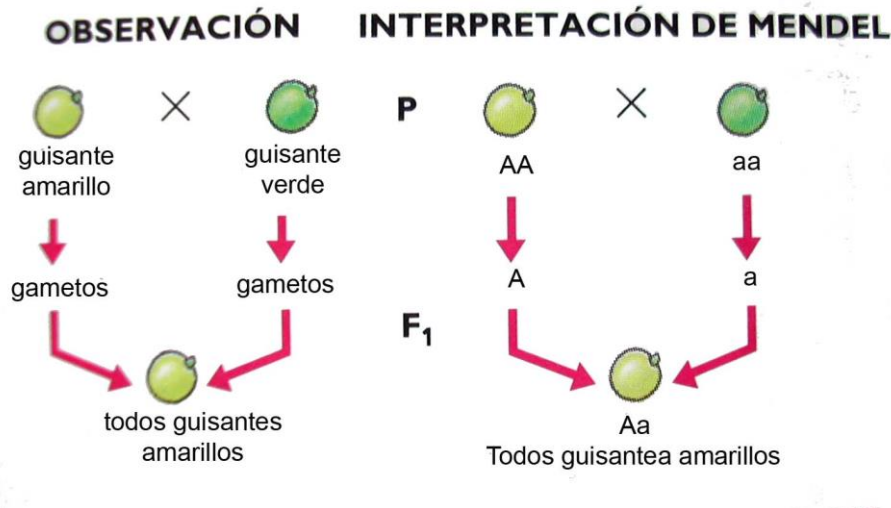 OBSERVACIÓN
INTERPRETACIÓN DE MENDEL
P
guisante
amarillo
guisante
verde
AA
aa
gametos
gametos
A
a
F₁
todos guisantes
amarillos
Aa
Todos guisantea amarillos